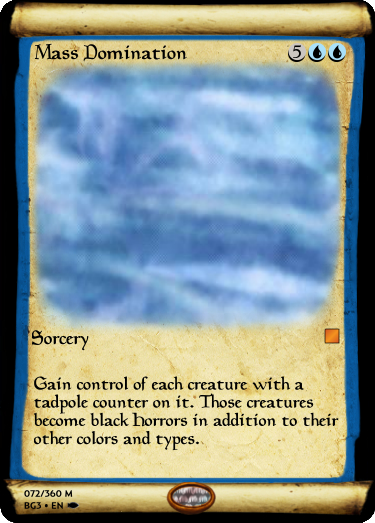 Mass Domination 5
Sorcery
Gain control of each creature with a
tadpole counter on it. Those creatures
become black Horrors in addition to their
other colors and types.
072/360 M
BG3 • EN